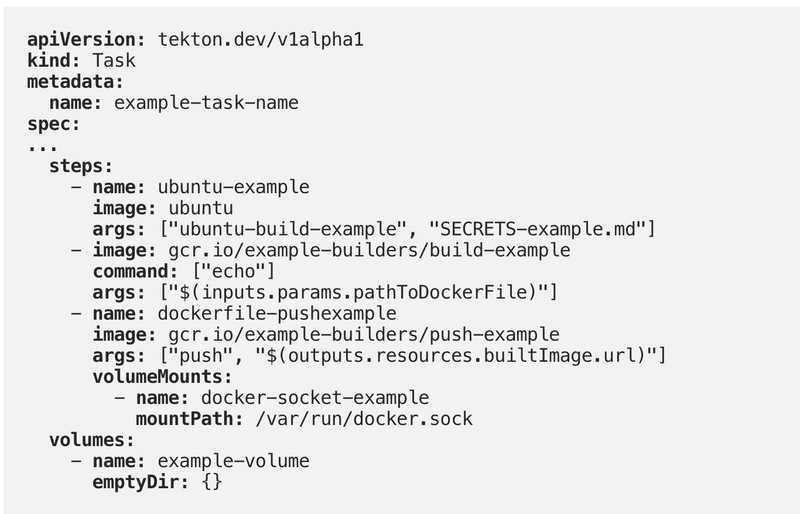 apiVersion: tekton.dev/v1alpha1
kind: Task
metadata:
  name: example-task-name
spec:
...
  steps:
    - name: ubuntu-example
      image: ubuntu
      args: ["ubuntu-build-example", "SECRETS-example.md"]
    - image: gcr.io/example-builders/build-example
      command: ["echo"]
      args: ["$(inputs.params.pathToDockerFile)"]
    - name: dockerfile-pushexample
      image: gcr.io/example-builders/push-example
      args: ["push", "$(outputs.resources.builtImage.url)"]
      volumeMounts:
        - name: docker-socket-example
          mountPath: /var/run/docker.sock
  volumes:
    - name: example-volume
      emptyDir: {}